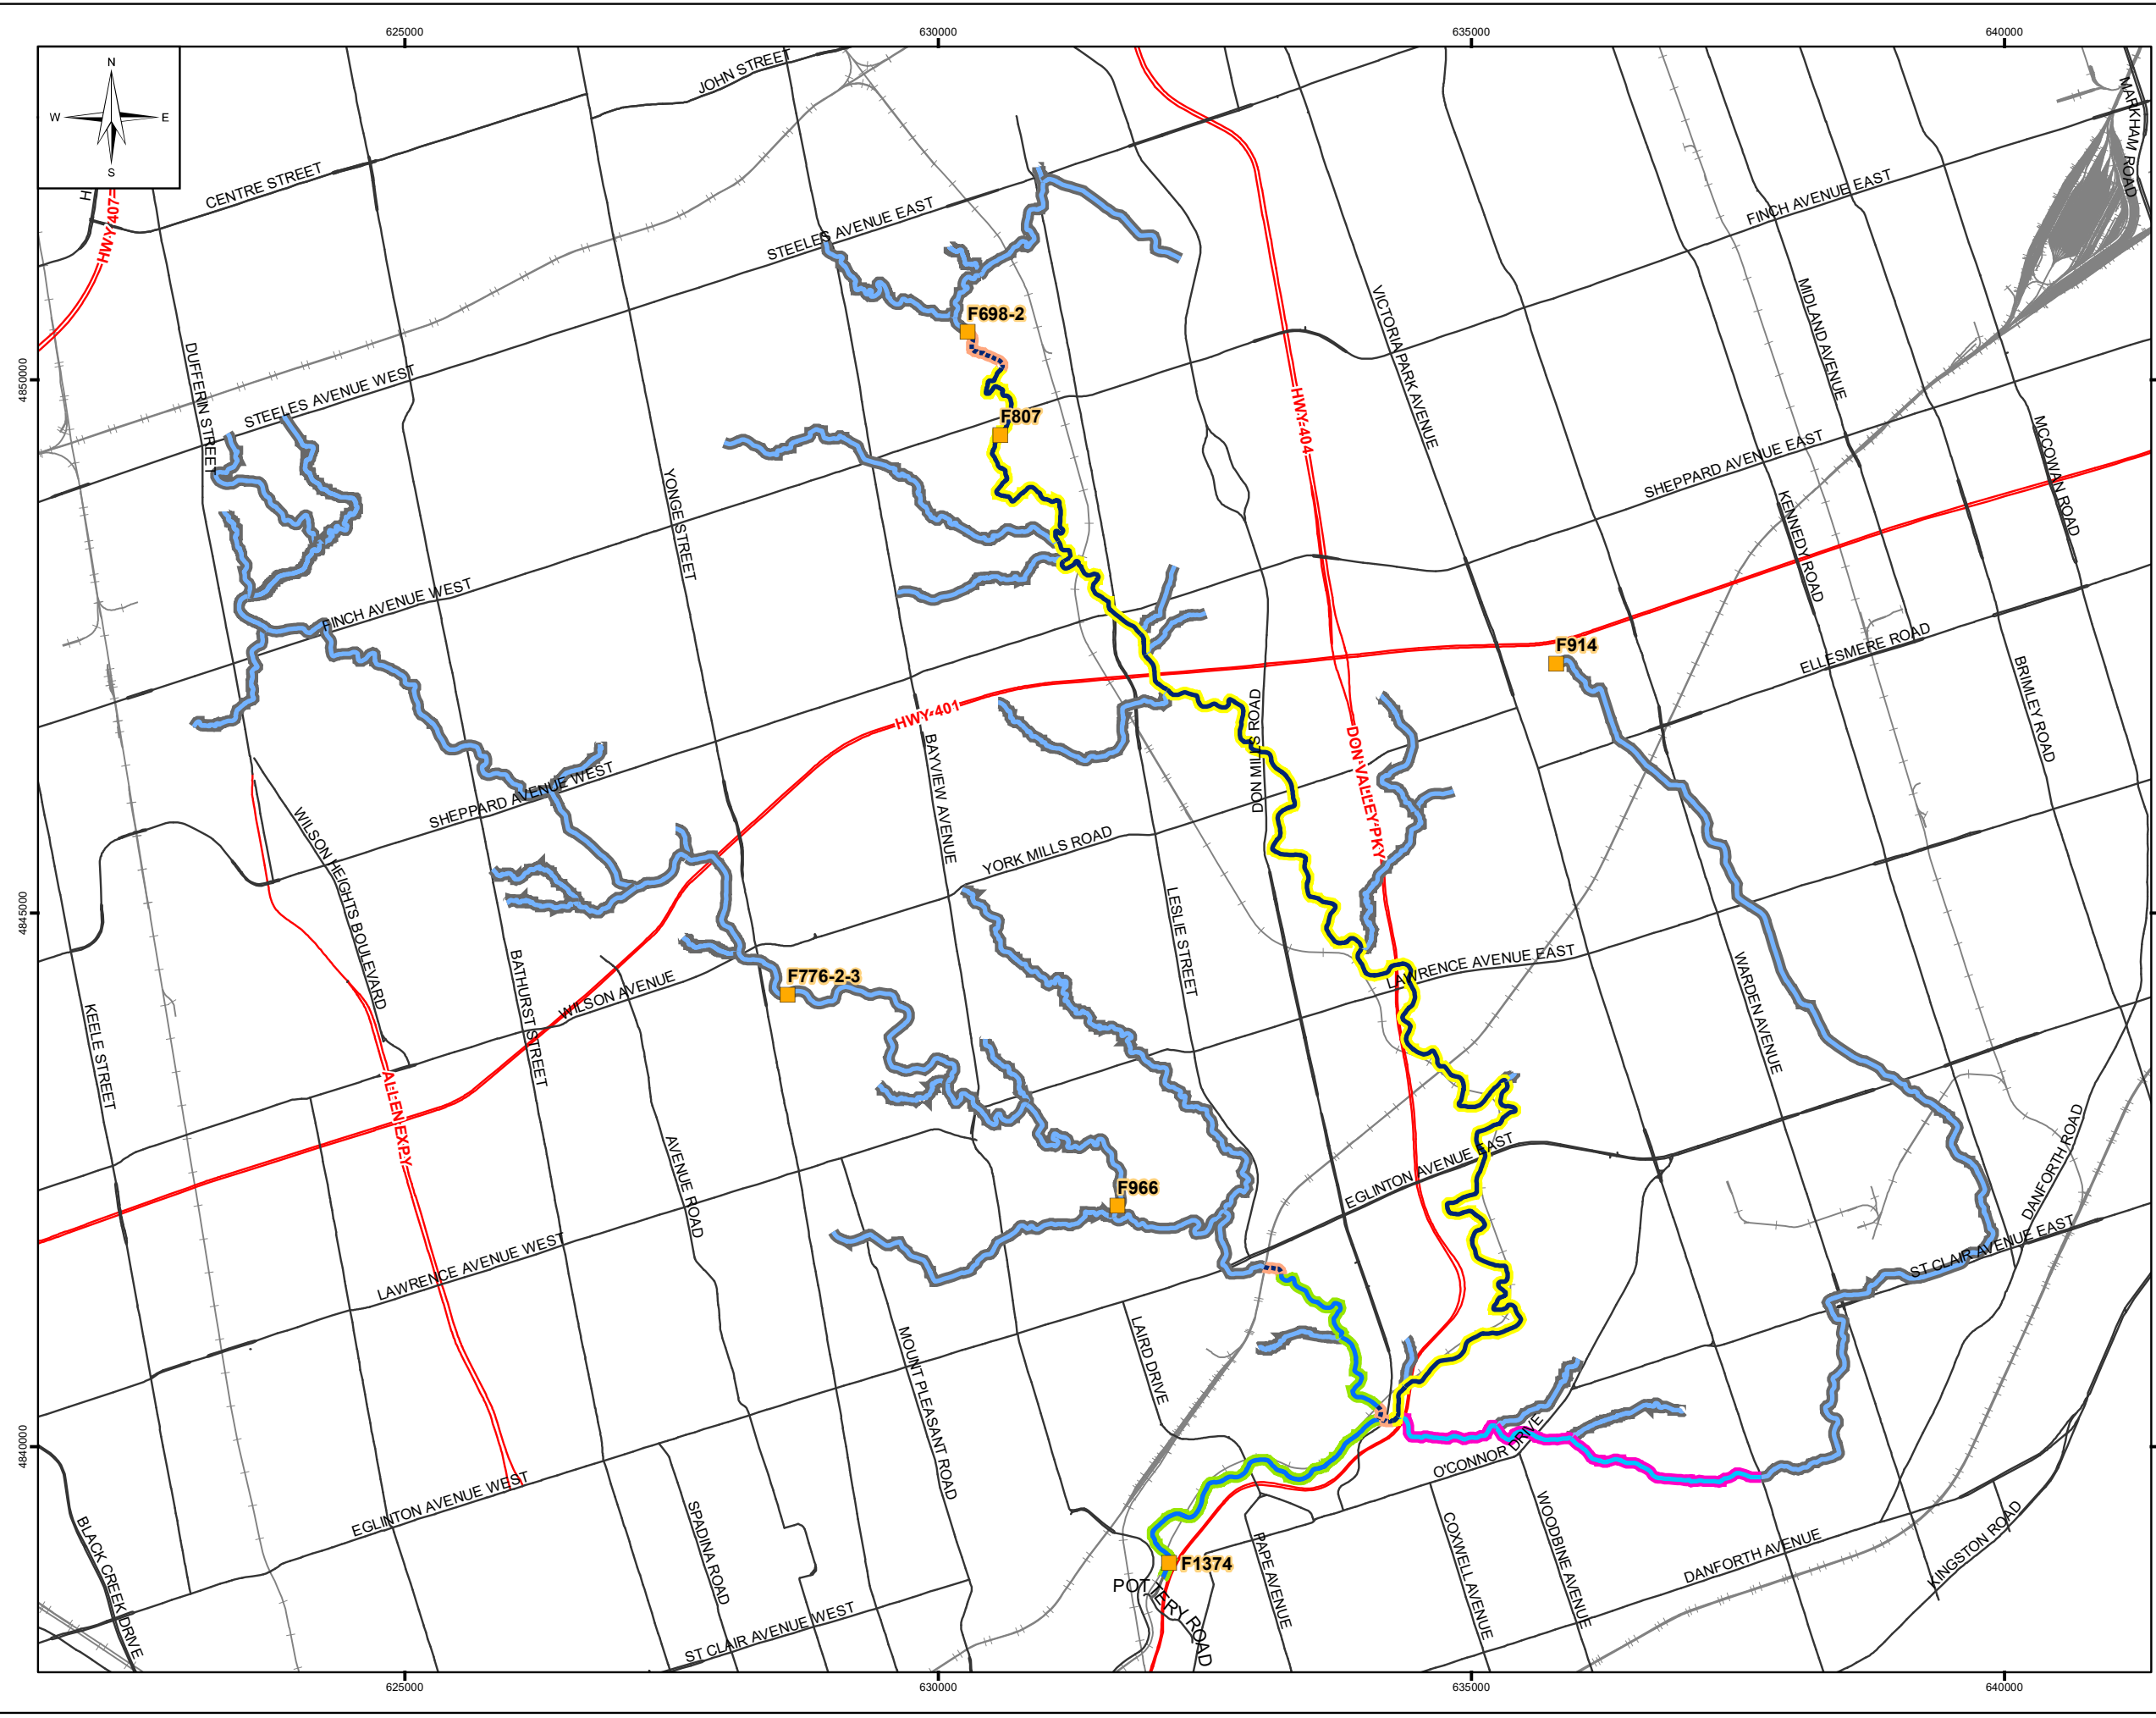 625000
630000
635000
640000
N
W
E
S
H
HWY 407
JOHN STREET
CENTRE STREET
MARKHAM ROAD
FINCH AVENUE EAST
STEELES AVENUE EAST
F698-2
VICTORIA PARK AVENUE
MIDLAND AVENUE
DUFFERIN STREET
STEELES AVENUE WEST
4850000
F807
HWY 404
SHEPPARD AVENUE EAST
MCCOWAN ROAD
YONGE STREET
KENNEDY ROAD
FINCH AVENUE WEST
F914
ELLESMERE ROAD
BRIMLEY ROAD
HWY 401
BAYVIEW AVENUE
DON MILLS ROAD
DON VALLEY PKY
SHEPPARD AVENUE WEST
WILSON HEIGHTS BOULEVARD
YORK MILLS ROAD
4845000
LESLIE STREET
LAWRENCE AVENUE EAST
WARDEN AVENUE
F776-2-3
WILSON AVENUE
BATHURST STREET
KEELE STREET
ALLEN EXPY
AVENUE ROAD
EGLINTON AVENUE EAST
DANFORTH ROAD
F966
ST CLAIR AVENUE EAST
LAWRENCE AVENUE WEST
LAIRD DRIVE
MOUNT PLEASANT ROAD
4840000
O'CONNOR DRIVE
EGLINTON AVENUE WEST
SPADINA ROAD
BLACK CREEK DRIVE
COXWELL AVENUE
WOODBINE AVENUE
PAPE AVENUE
F1374
POTTERY ROAD
DANFORTH AVENUE
KINGSTON ROAD
ST CLAIR AVENUE WEST
625000
630000
635000
640000